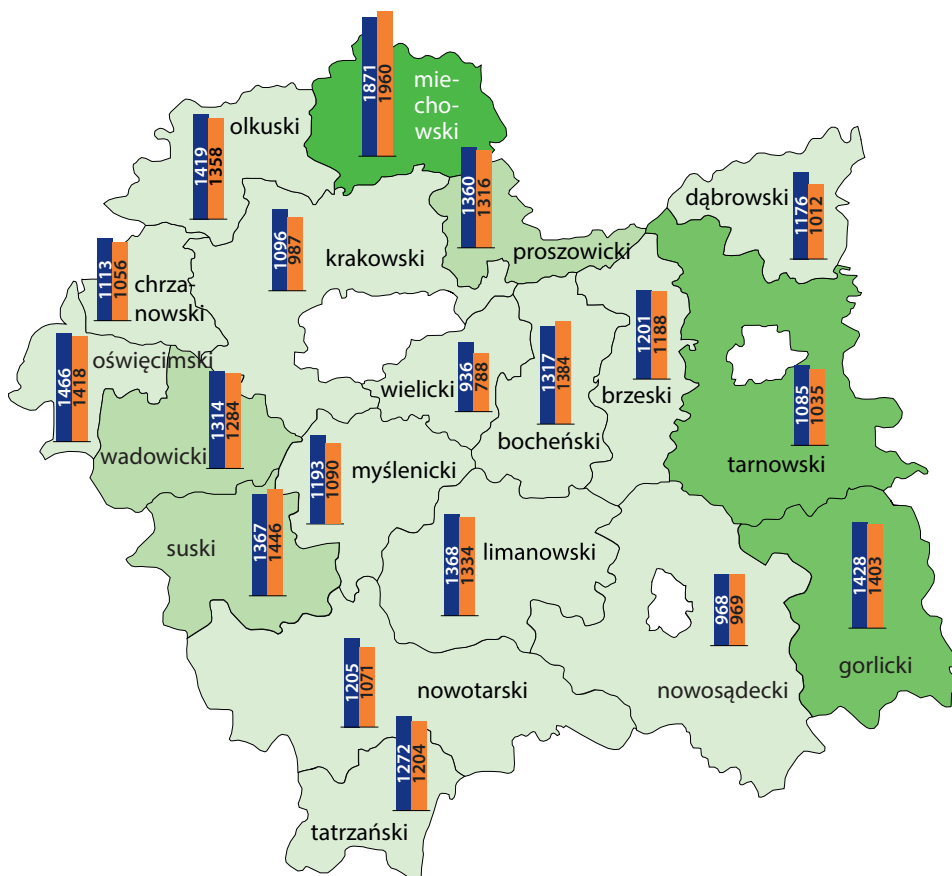 1871
1960
mie-
cho-
wski
olkuski
1419
1358
1360
1316
proszowicki
dąbrowski
1176
1012
1096
987
krakowski
1113
1056
chrza-
nowski
oświęcimski
1466
1418
1314
1284
wadowicki
wielicki
936
788
1317
1384
bocheński
1201
1188
brzeski
1085
1035
tarnowski
1193
1090
myślenicki
suski
1367
1446
1368
1334
limanowski
968
969
nowosądecki
1428
1403
gorlicki
1205
1071
nowotarski
1272
1204
tatrzański